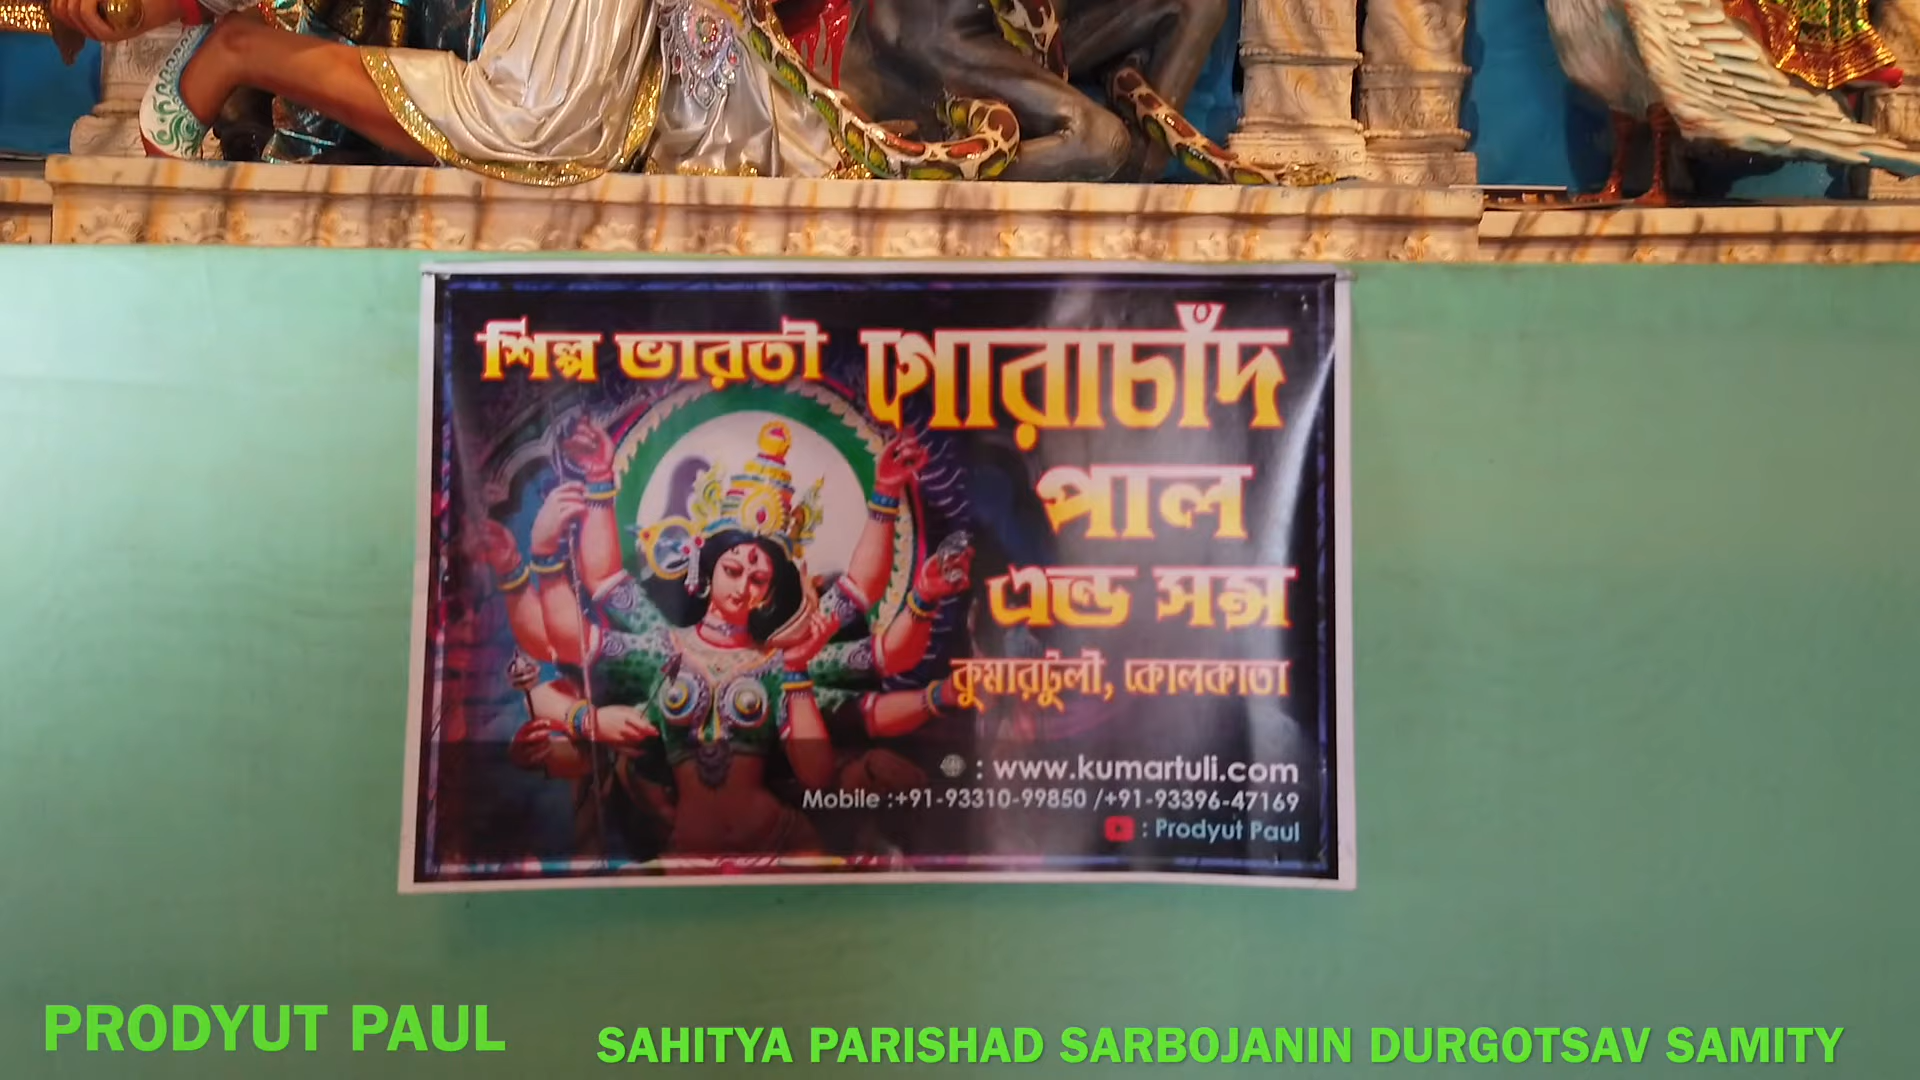 শিল্প ভারতী গোরাচাঁদ
পাল
এন্ড সন্স
কুমারটুলী, কোলকাতা
: www.kumartuli.com
Mobile :+91-93310-99850 /+91-93396-47169
: Prodyut Paul
PRODYUT PAUL
SAHITYA PARISHAD SARBOJANIN DURGOTSAV SAMITY